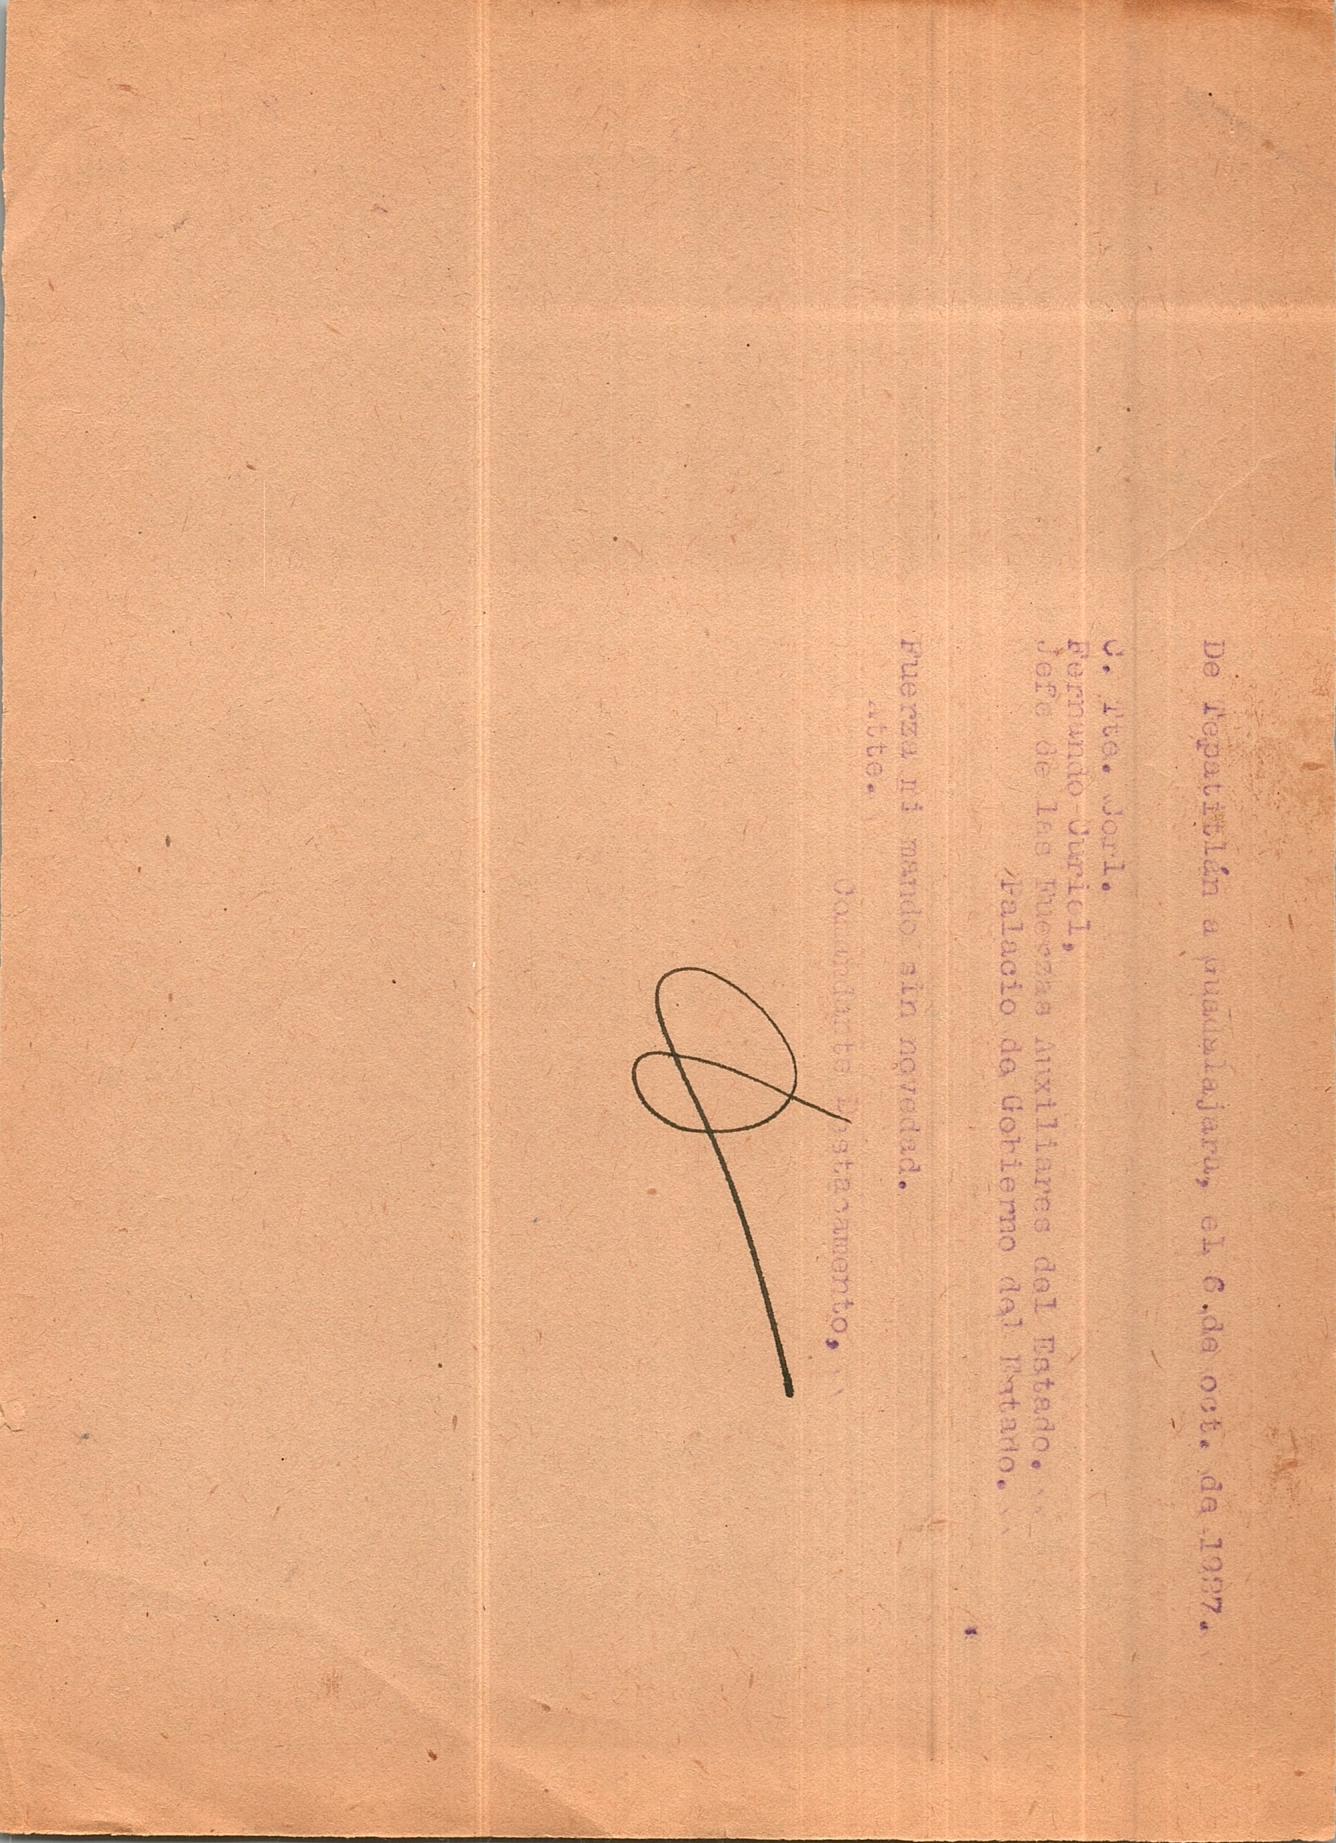 De Tepatitlán a Guadalajara, el 6 de oct. de 1937.
C. Tte. Corl.
Fernando Curiel,
Jefe de las Fuerzas Auxiliares del Estado.
Palacio de Gobierno del Estado.
Fuerza mi mando sin novedad.
Atte.
Comandante Destacamento,